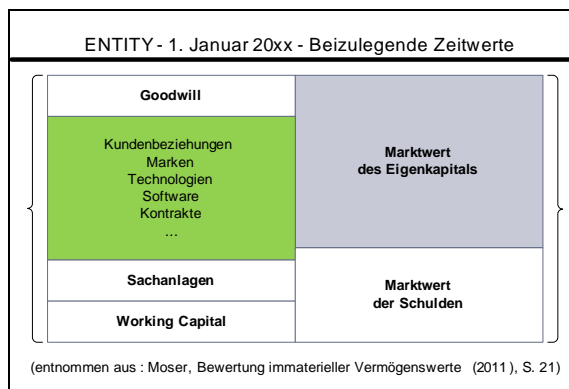 ENTITY - 1. Januar 20xx - Beizulegende Zeitwerte
Goodwill
Kundenbeziehungen
Marken
Technologien
Software
Kontrakte
...
Sachanlagen
Working Capital
Marktwert
des Eigenkapitals
Marktwert
der Schulden
(entnommen aus : Moser, Bewertung immaterieller Vermögenswerte (2011), S. 21)